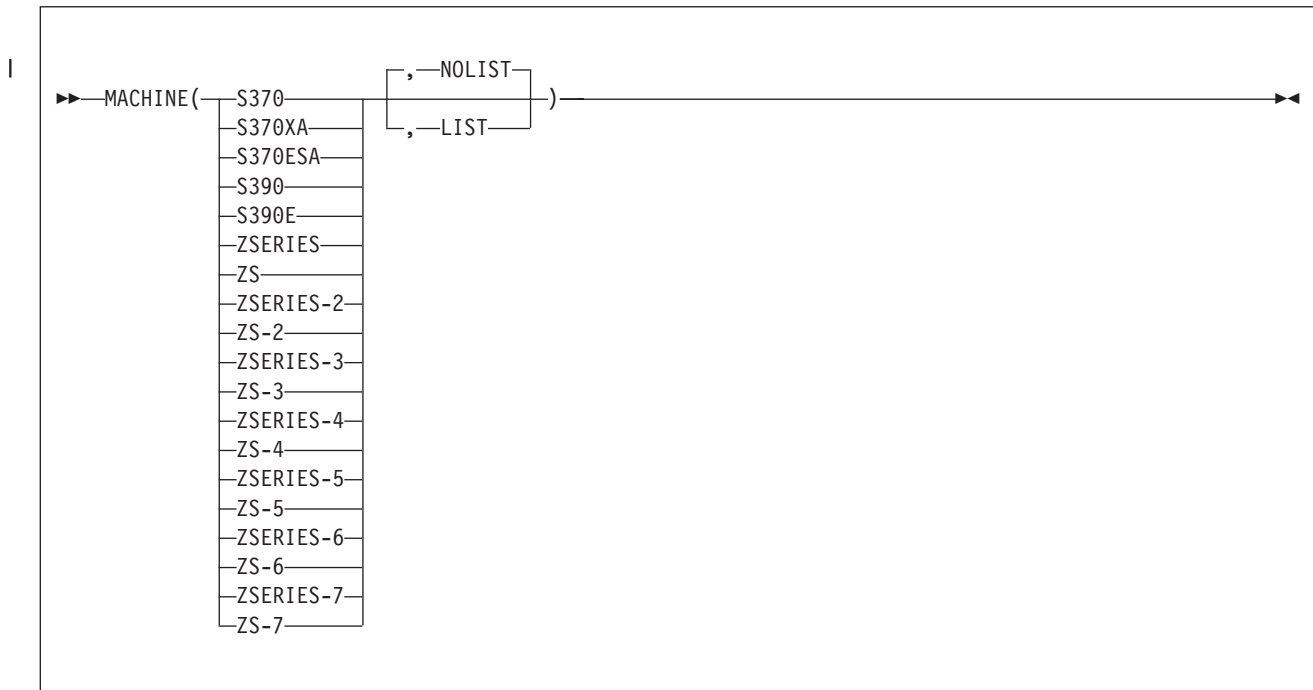 , NOLIST
MACHINE( S370 )
S370XA , LIST
S370ESA
S390
S390E
ZSERIES
ZS
ZSERIES-2
ZS-2
ZSERIES-3
ZS-3
ZSERIES-4
ZS-4
ZSERIES-5
ZS-5
ZSERIES-6
ZS-6
ZSERIES-7
ZS-7